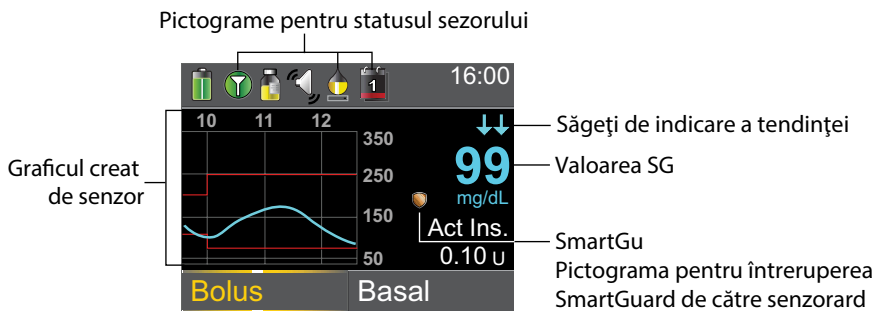 Pictograme pentru statusul sezorului
16:00
1
10 11 12
350
250
150
50
Graficul creat
de senzor
99
mg/dL
Act Ins.
0.10 U
Săgeţi de indicare a tendinţei
Valoarea SG
SmartGu
Pictograma pentru întreruperea
SmartGuard de către senzorard
Bolus
Basal